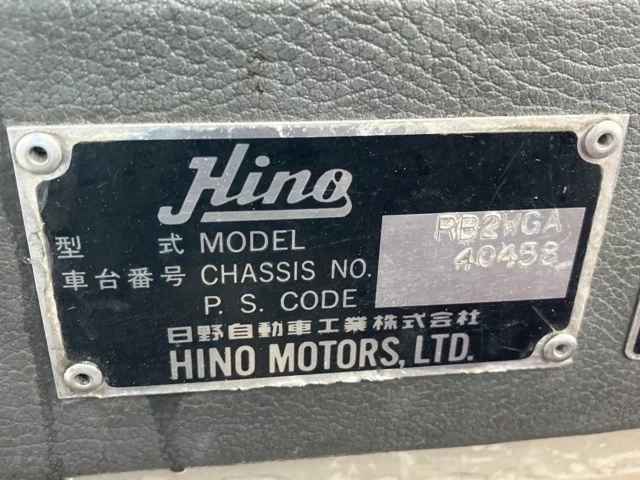 Hino
型 式 MODEL RB2WGA
車台番号 CHASSIS NO. 40458
P. S. CODE
日野自動車工業株式会社
HINO MOTORS, LTD.